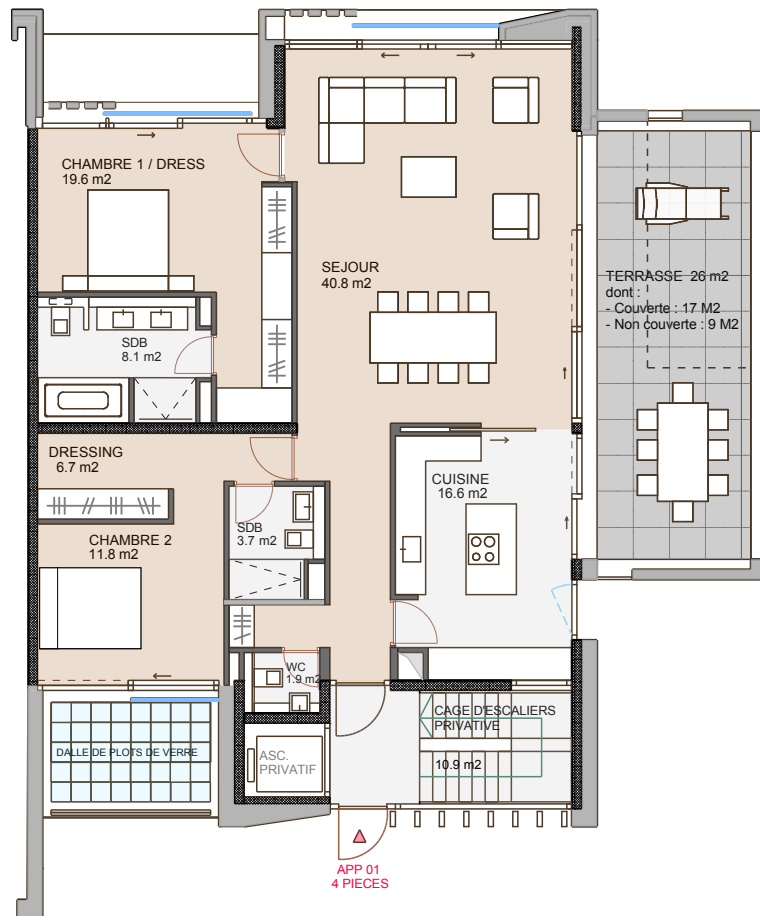 CHAMBRE 1 / DRESS
19.6 m2
SEJOUR
40.8 m2
TERRASSE 26 m2
dont :
- Couverte : 17 M2
- Non couverte : 9 M2
SDB
8.1 m2
DRESSING
6.7 m2
CUISINE
16.6 m2
SDB
3.7 m2
CHAMBRE 2
11.8 m2
WC
1.9 m2
CAGE D'ESCALIERS
PRIVATIVE
10.9 m2
DALLE DE PLOTS DE VERRE
ASC.
PRIVATIF
APP 01
4 PIECES